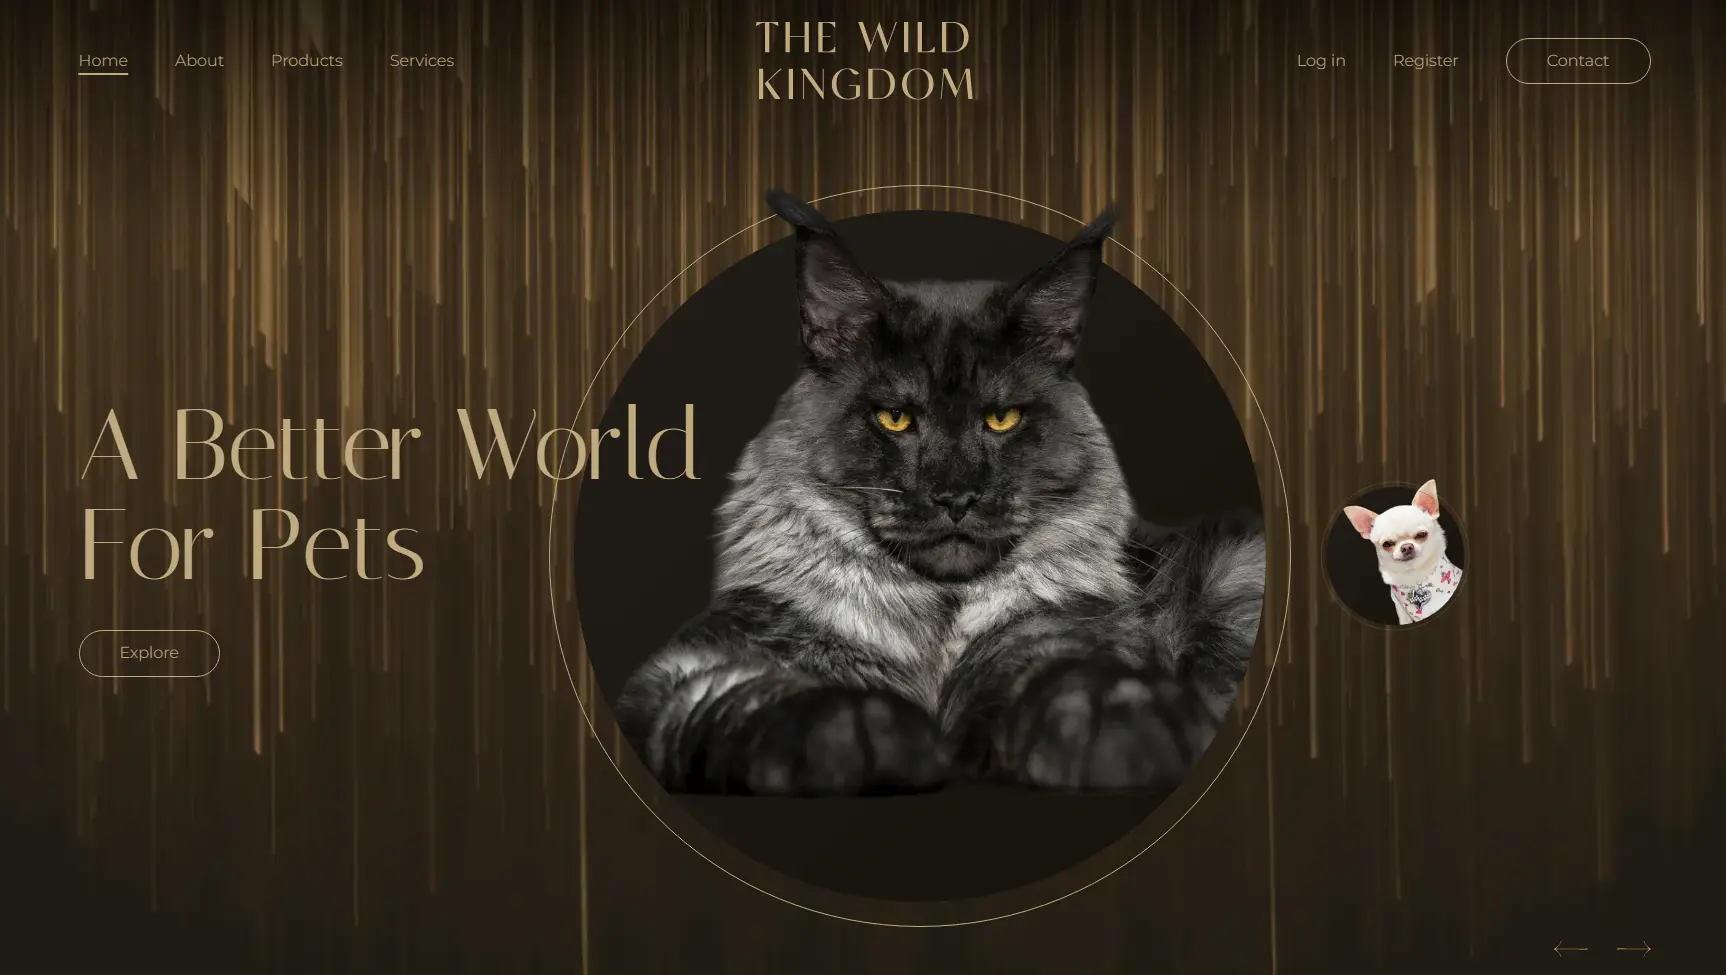 Home
About
Products
Services
THE WILD
KINGDOM
Log in
Register
Contact
A Better World
For Pets
Explore